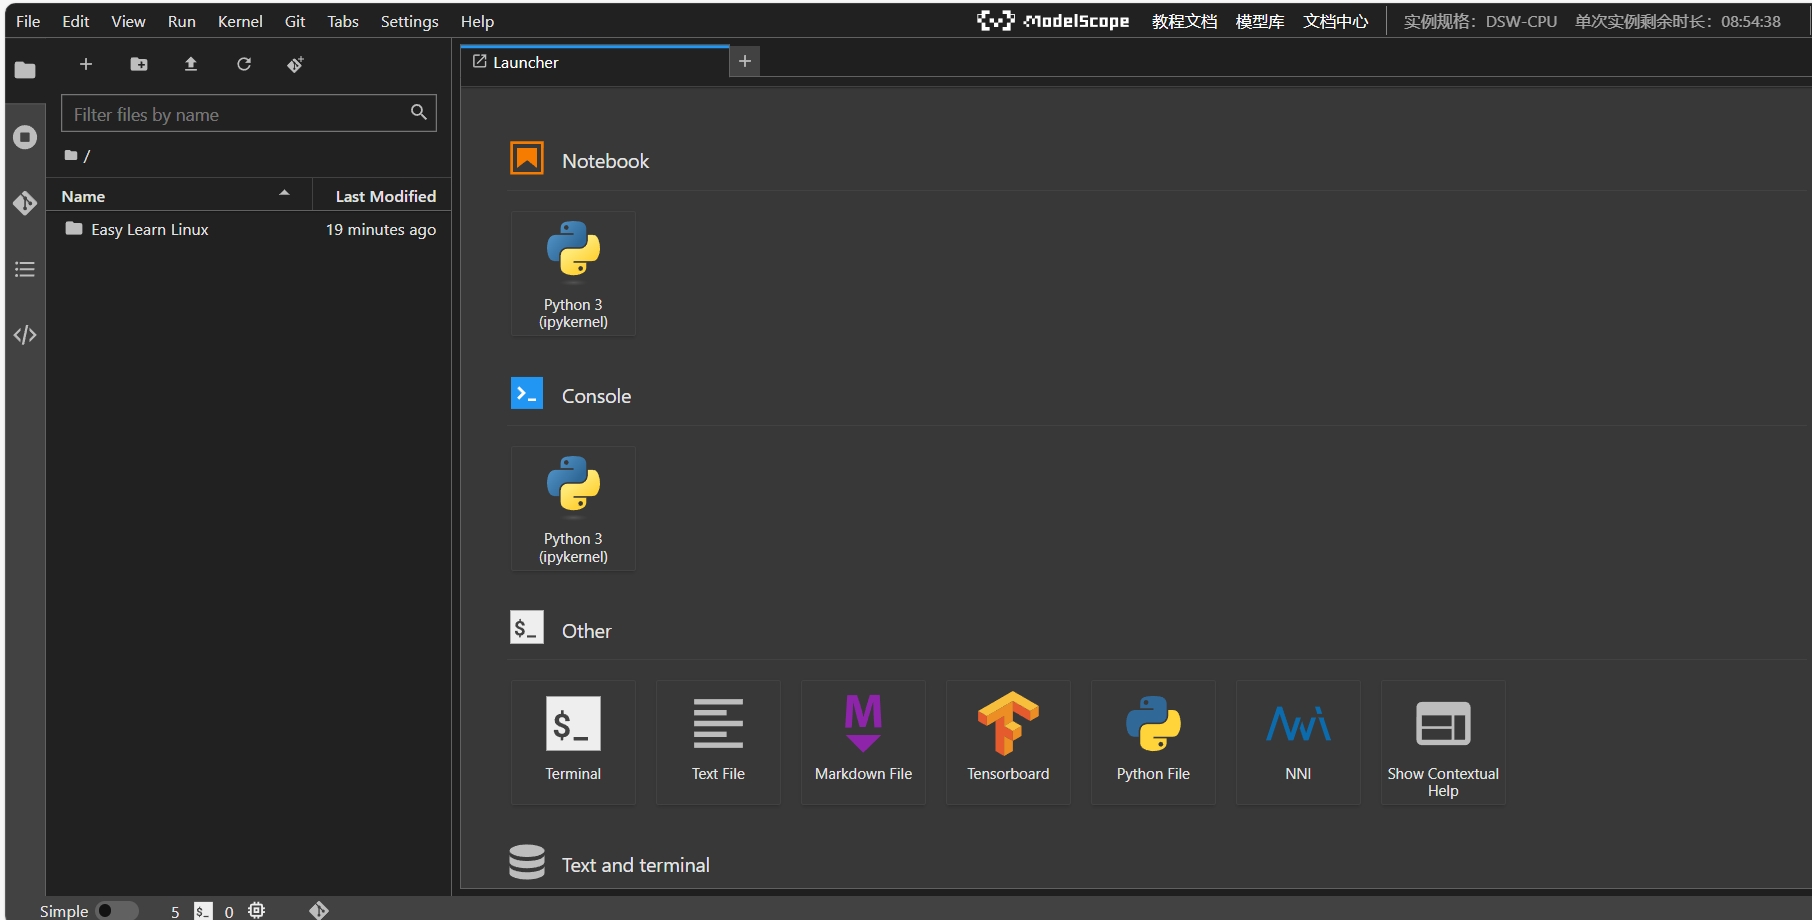 File Edit View Run Kernel Git Tabs Settings Help
ModelScope 教程文档 模型库 文档中心 实例规格：DSW-CPU 单次实例剩余时长：08:54:38
Launcher
Filter files by name
/
Name Last Modified
Easy Learn Linux 19 minutes ago
Notebook
Python 3
(ipykernel)
Console
Python 3
(ipykernel)
$_ Other
$_
Terminal
Text File
M
Markdown File
Tensorboard
Python File
NNI
Show Contextual
Help
Text and terminal
Simple 5 $_ 0